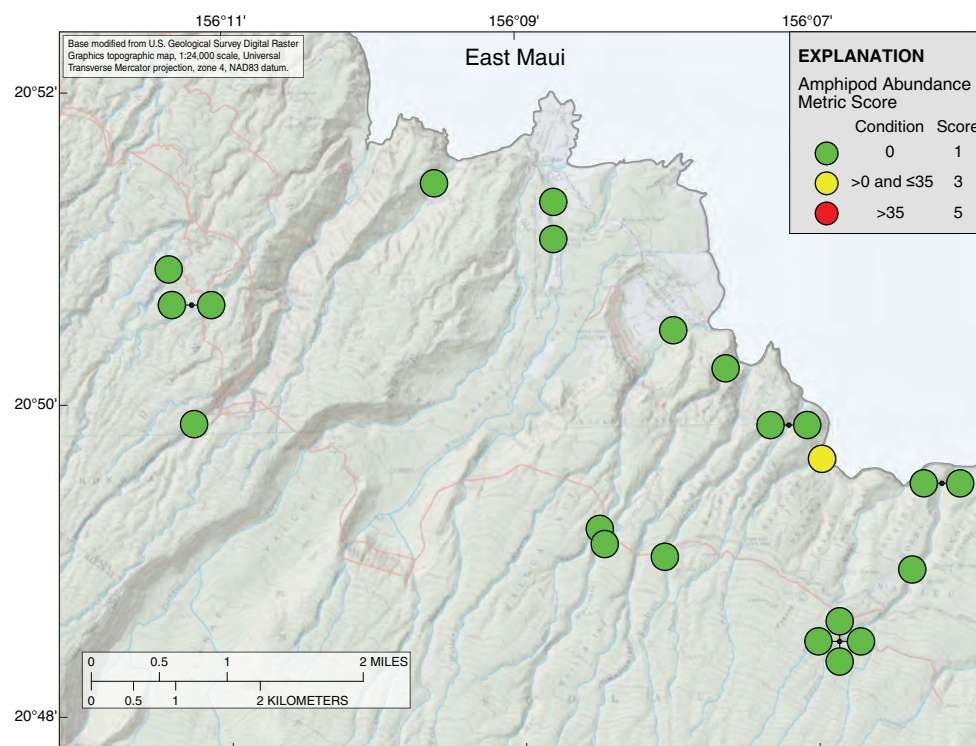 156°11'
156°09'
156°07'
Base modified from U.S. Geological Survey Digital Raster
Graphics topographic map, 1:24,000 scale, Universal
Transverse Mercator projection, zone 4, NAD83 datum.
East Maui
EXPLANATION
Amphipod Abundance
Metric Score
Condition Score
0 1
>0 and ≤35 3
>35 5
20°52'
20°50'
20°48'
0 0.5 1 2 MILES
0 0.5 1 2 KILOMETERS